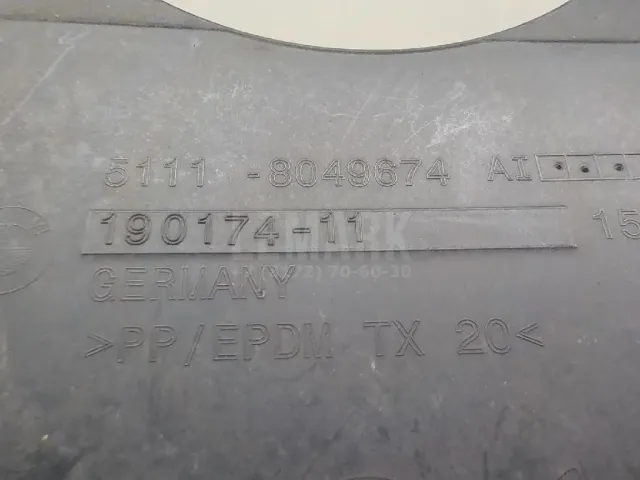 5111 -8049674 AI
190174-11 15
GERMANY
>PP/EPDM TX 20<